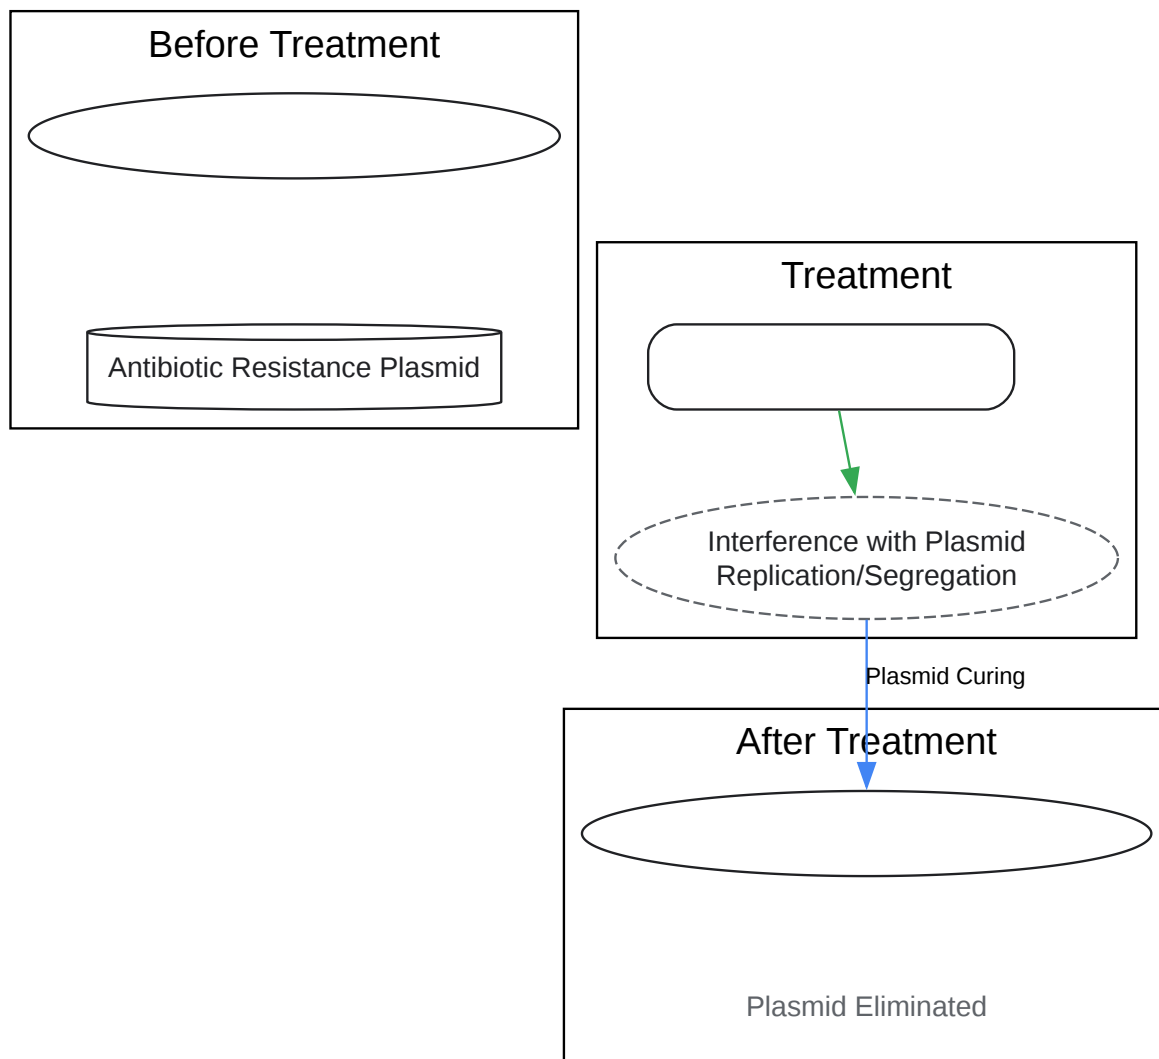 Before Treatment
Antibiotic Resistance Plasmid
Treatment
Interference with Plasmid
Replication/Segregation
Plasmid Curing
After Treatment
Plasmid Eliminated